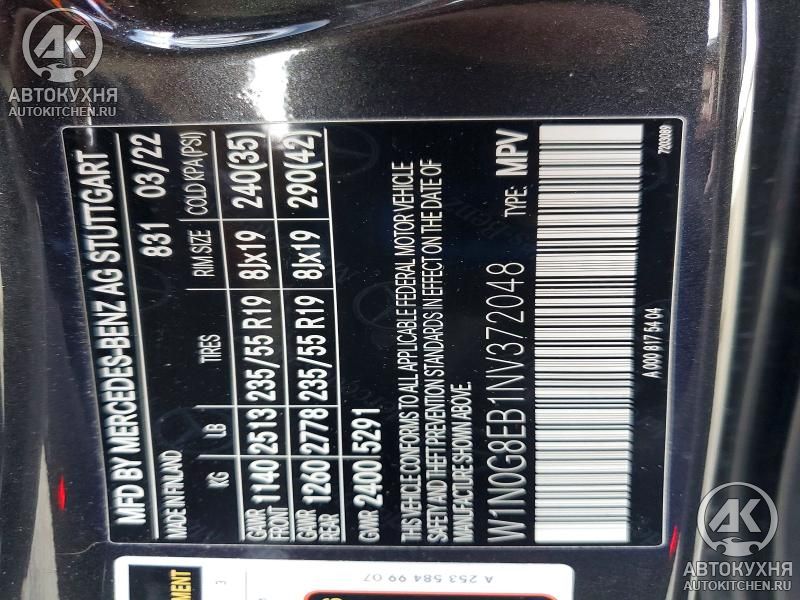 MFD BY MERCEDES-BENZ AG STUTTGART
MADE IN FINLAND 831 03/22
KG LB TIRES RIM SIZE COLD KPA(PSI)
GAWR FRONT 1140 2513 235/55 R19 8Jx19 240(35)
GAWR REAR 1260 2778 235/55 R19 8Jx19 290(42)
GVWR 2400 5291
THIS VEHICLE CONFORMS TO ALL APPLICABLE FEDERAL MOTOR VEHICLE
SAFETY AND THEFT PREVENTION STANDARDS IN EFFECT ON THE DATE OF
MANUFACTURE SHOWN ABOVE.
W1N0G8EB1NV372048 TYPE: MPV
A 000 817 54 04 7203089
A 253 584 99 07
AK
АВТОКУХНЯ
AUTOKITCHEN.RU
AK
АВТОКУХНЯ
AUTOKITCHEN.RU